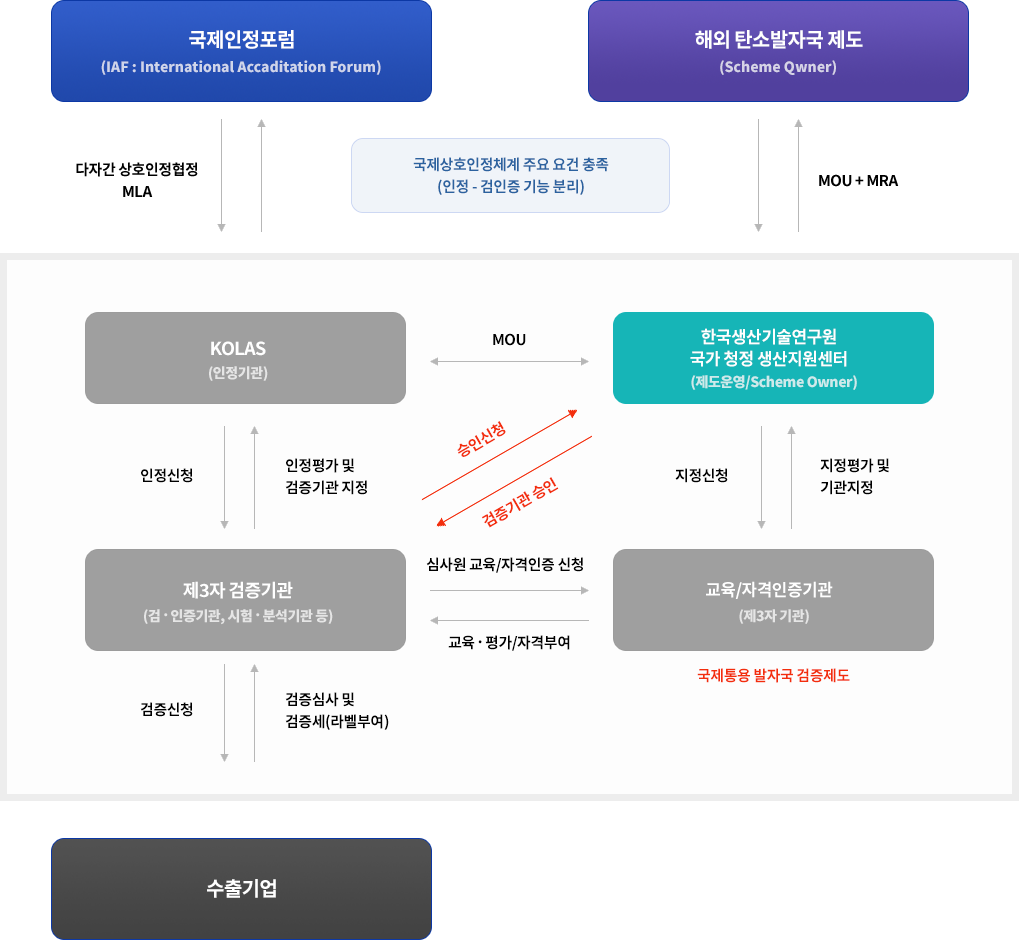 국제인정포럼
(IAF : International Accaditation Forum)
해외 탄소발자국 제도
(Scheme Qwner)
다자간 상호인정협정
MLA
국제상호인정체계 주요 요건 충족
(인정 - 검인증 기능 분리)
MOU + MRA
KOLAS
(인정기관)
MOU
한국생산기술연구원
국가 청정 생산지원센터
(제도운영/Scheme Owner)
인정신청
인정평가 및
검증기관 지정
승인신청
검증기관 승인
지정신청
지정평가 및
기관지정
제3자 검증기관
(검 · 인증기관, 시험 · 분석기관 등)
심사원 교육/자격인증 신청
교육 · 평가/자격부여
교육/자격인증기관
(제3자 기관)
국제통용 발자국 검증제도
검증신청
검증심사 및
검증세(라벨부여)
수출기업